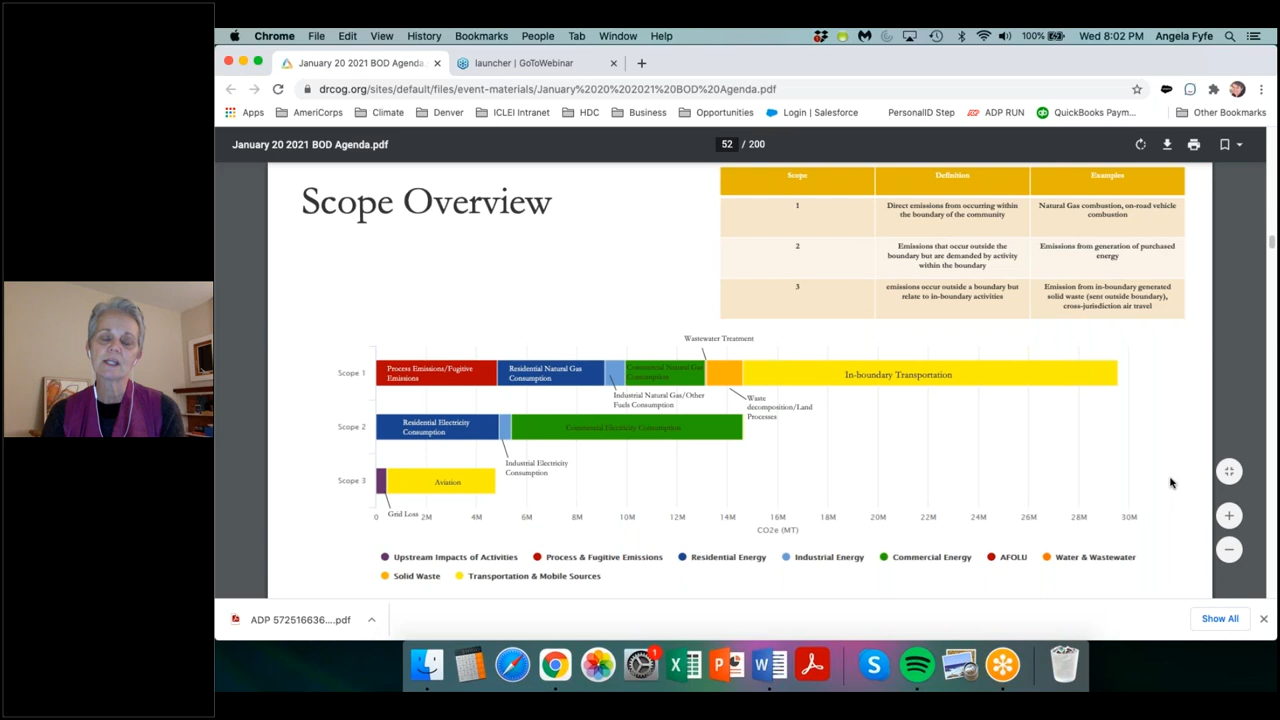 Chrome File Edit View History Bookmarks People Tab Window Help 100% Wed 8:02 PM Angela Fyfe
January 20 2021 BOD Agenda launcher | GoToWebinar
drcog.org/sites/default/files/event-materials/January%2020%202021%20BOD%20Agenda.pdf
Apps AmeriCorps Climate Denver ICLEI Intranet HDC Business Opportunities Login | Salesforce PersonalID Step ADP RUN QuickBooks Paym... Other Bookmarks
January 20 2021 BOD Agenda.pdf 52 / 200
Scope Overview
Scope Definition Examples
1 Direct emissions from occurring within the boundary of the community Natural Gas combustion, on-road vehicle combustion
2 Emissions that occur outside the boundary but are demanded by activity within the boundary Emissions from generation of purchased energy
3 emissions occur outside a boundary but relate to in-boundary activities Emission from in-boundary generated solid waste (sent outside boundary), cross-jurisdiction air travel
Wastewater Treatment
Scope 1 Process Emissions/Fugitive Emissions Residential Natural Gas Consumption Commercial Natural Gas Consumption In-boundary Transportation
Industrial Natural Gas/Other Fuels Consumption
Waste decomposition/Land Processes
Scope 2 Residential Electricity Consumption Commercial Electricity Consumption
Industrial Electricity Consumption
Scope 3 Aviation
Grid Loss
0 2M 4M 6M 8M 10M 12M 14M 16M 18M 20M 22M 24M 26M 28M 30M
CO2e (MT)
Upstream Impacts of Activities Process & Fugitive Emissions Residential Energy Industrial Energy Commercial Energy AFOLU Water & Wastewater
Solid Waste Transportation & Mobile Sources
ADP 572516636....pdf Show All
1